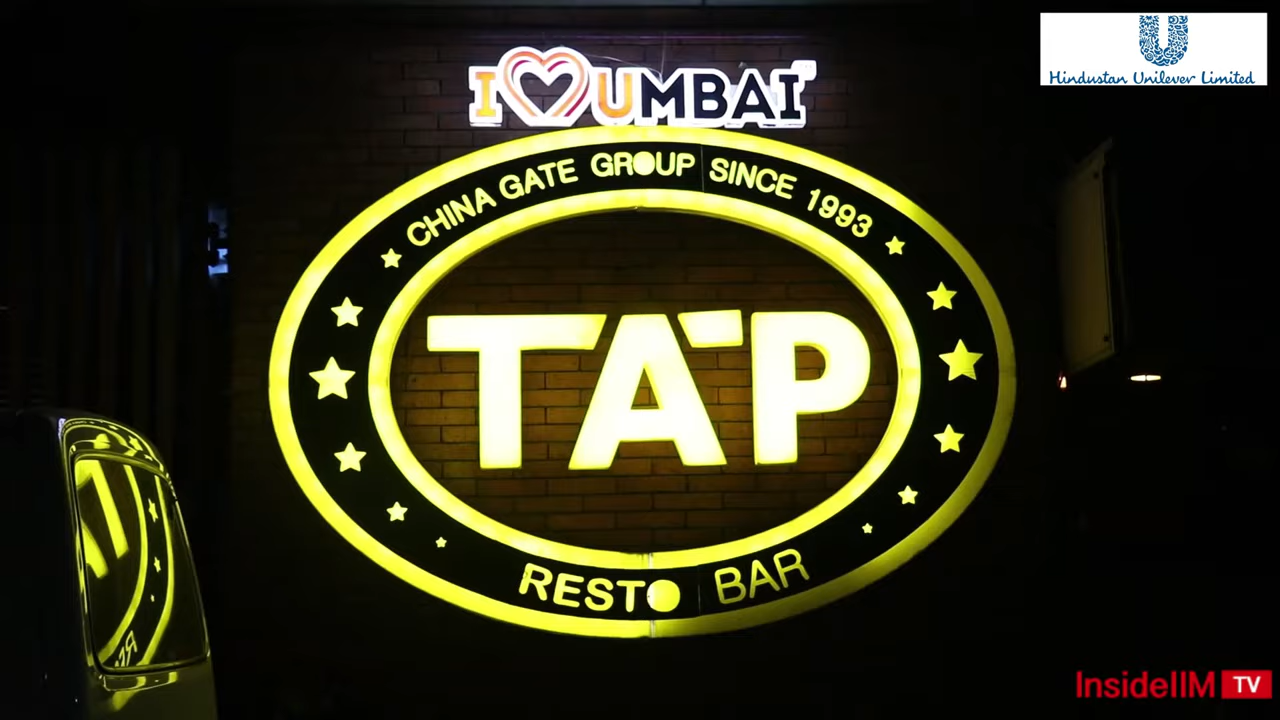 Hindustan Unilever Limited
I UMBAI
CHINA GATE GROUP SINCE 1993
TAP
RESTO BAR
InsideIIM TV